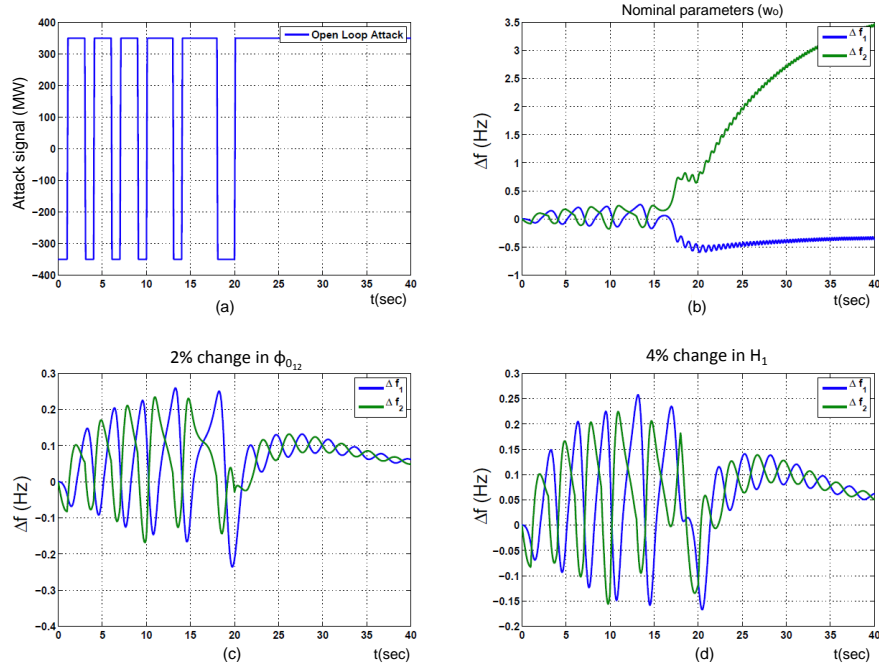 Open Loop Attack
Attack signal (MW)
400
300
200
100
0
−100
−200
−300
−400
0 5 10 15 20 25 30 35 40
t(sec)
(a)
Nominal parameters (w₀)
Δ f₁
Δ f₂
Δf (Hz)
3.5
3
2.5
2
1.5
1
0.5
0
−0.5
−1
0 5 10 15 20 25 30 35 40
t(sec)
(b)
2% change in ϕ₀₁₂
Δ f₁
Δ f₂
Δf (Hz)
0.3
0.2
0.1
0
−0.1
−0.2
−0.3
−0.4
0 5 10 15 20 25 30 35 40
t(sec)
(c)
4% change in H₁
Δ f₁
Δ f₂
Δf (Hz)
0.3
0.25
0.2
0.15
0.1
0.05
0
−0.05
−0.1
−0.15
−0.2
0 5 10 15 20 25 30 35 40
t(sec)
(d)